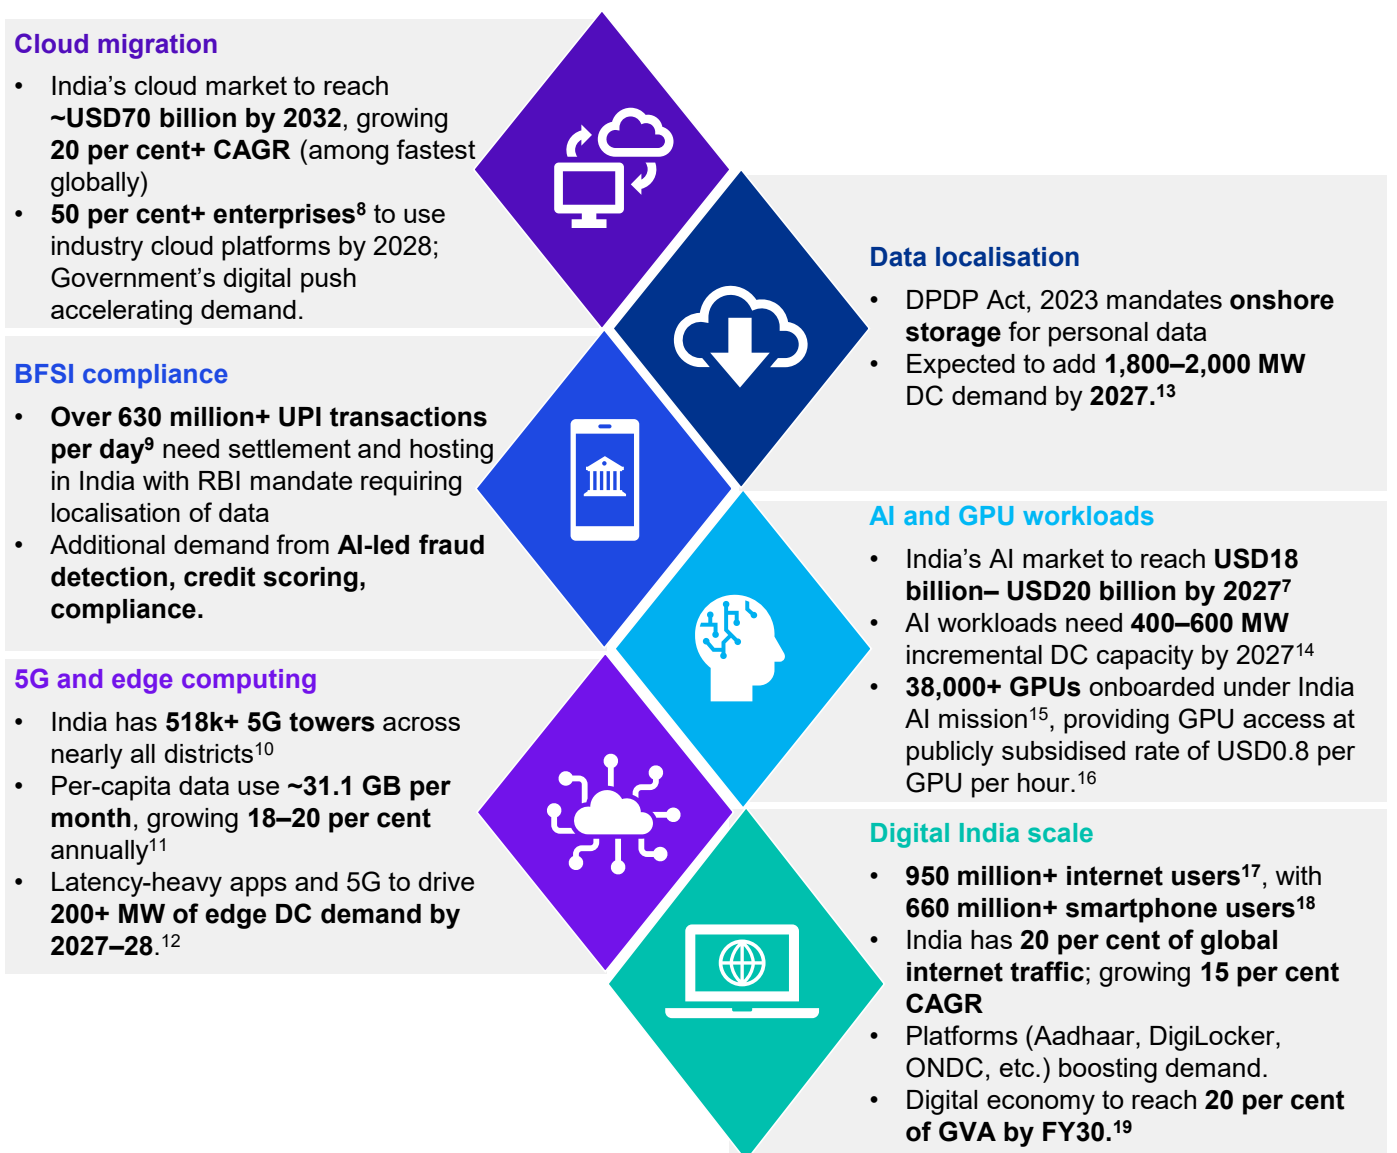 Cloud migration
• India’s cloud market to reach
~USD70 billion by 2032, growing
20 per cent+ CAGR (among fastest
globally)
• 50 per cent+ enterprises⁸ to use
industry cloud platforms by 2028;
Government’s digital push
accelerating demand.
Data localisation
• DPDP Act, 2023 mandates onshore
storage for personal data
• Expected to add 1,800–2,000 MW
DC demand by 2027.¹³
BFSI compliance
• Over 630 million+ UPI transactions
per day⁹ need settlement and hosting
in India with RBI mandate requiring
localisation of data
• Additional demand from AI-led fraud
detection, credit scoring,
compliance.
AI and GPU workloads
• India’s AI market to reach USD18
billion– USD20 billion by 2027⁷
• AI workloads need 400–600 MW
incremental DC capacity by 2027¹⁴
• 38,000+ GPUs onboarded under India
AI mission¹⁵, providing GPU access at
publicly subsidised rate of USD0.8 per
GPU per hour.¹⁶
5G and edge computing
• India has 518k+ 5G towers across
nearly all districts¹⁰
• Per-capita data use ~31.1 GB per
month, growing 18–20 per cent
annually¹¹
• Latency-heavy apps and 5G to drive
200+ MW of edge DC demand by
2027–28.¹²
Digital India scale
• 950 million+ internet users¹⁷, with
660 million+ smartphone users¹⁸
• India has 20 per cent of global
internet traffic; growing 15 per cent
CAGR
• Platforms (Aadhaar, DigiLocker,
ONDC, etc.) boosting demand.
• Digital economy to reach 20 per cent
of GVA by FY30.¹⁹